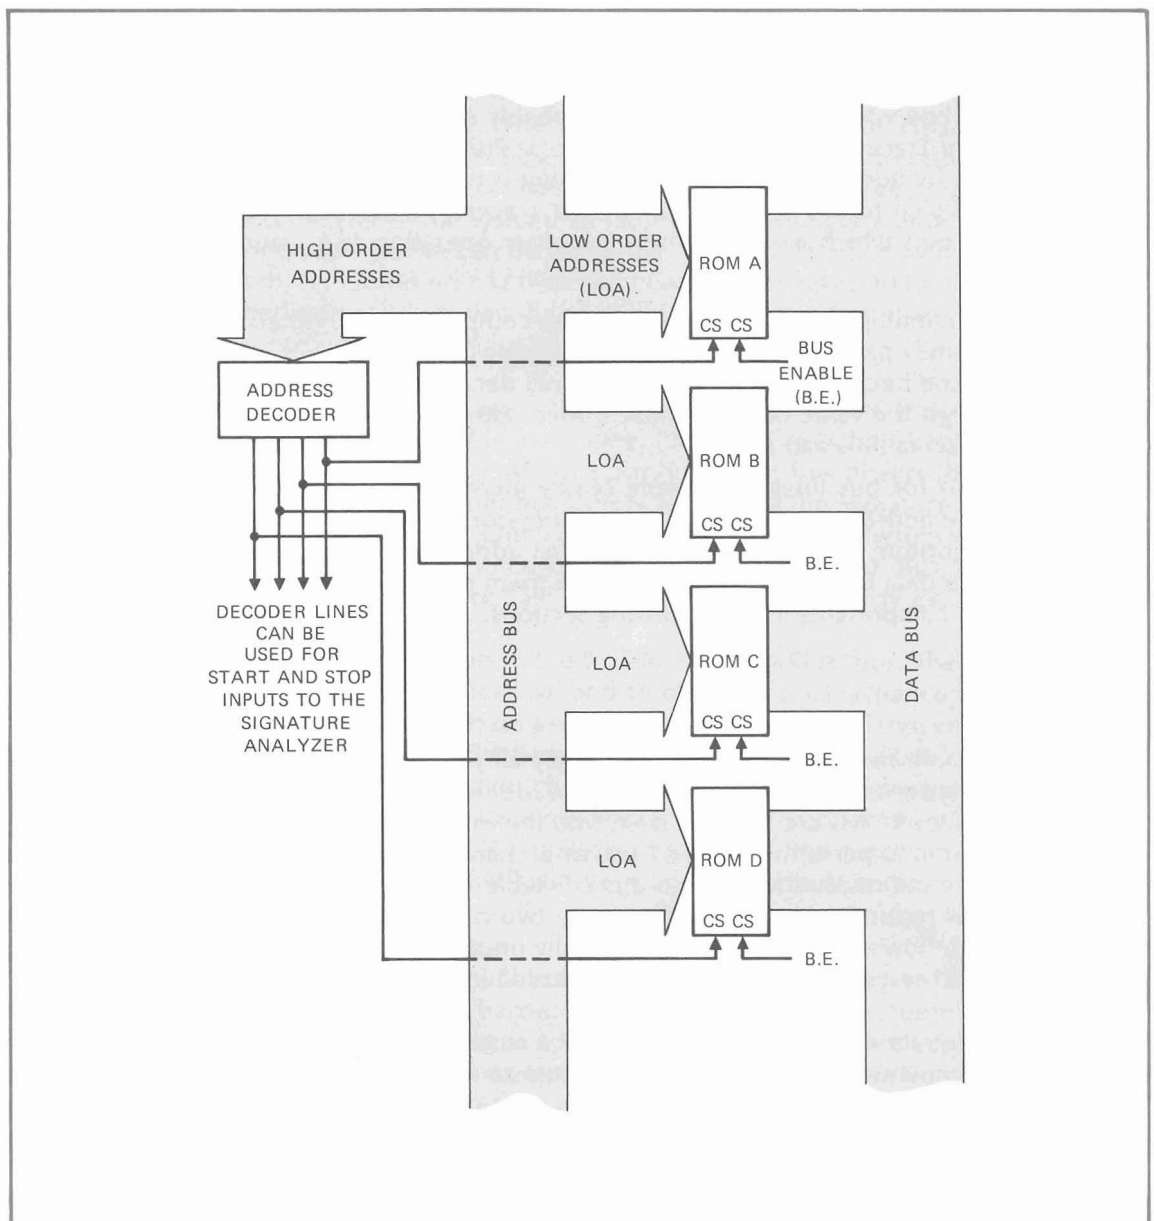 HIGH ORDER
ADDRESSES
LOW ORDER
ADDRESSES
(LOA).
ROM A
CS CS
BUS
ENABLE
(B.E.)
ADDRESS
DECODER
LOA
ROM B
CS CS
B.E.
DECODER LINES
CAN BE
USED FOR
START AND STOP
INPUTS TO THE
SIGNATURE
ANALYZER
ADDRESS BUS
LOA
ROM C
DATA BUS
CS CS
B.E.
LOA
ROM D
CS CS
B.E.